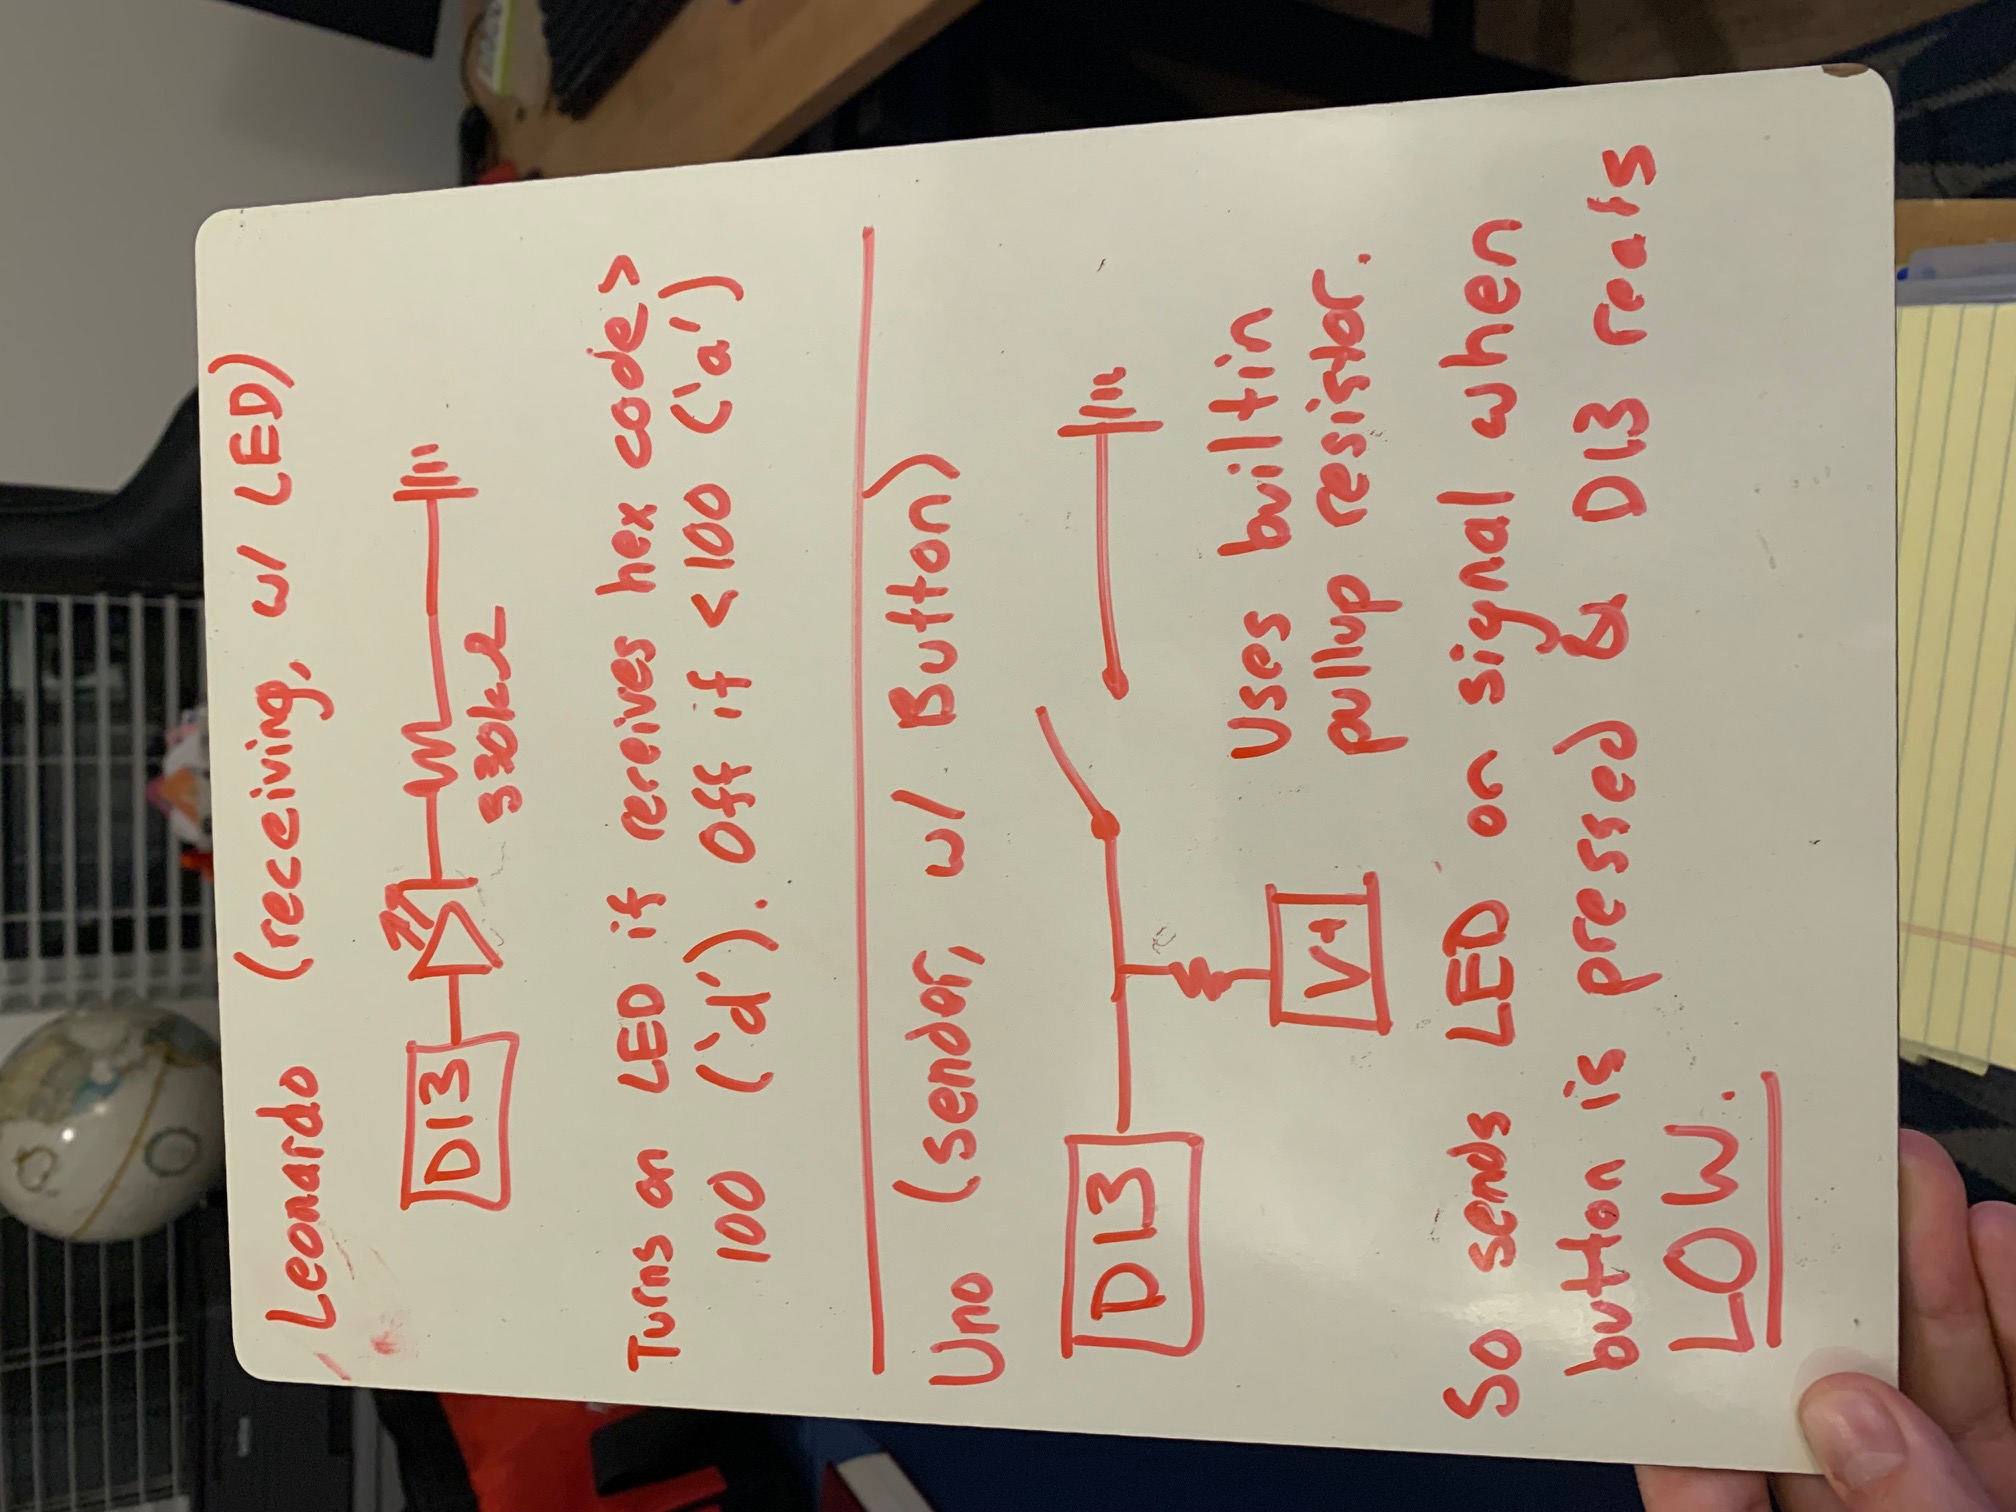 Leonardo (receiving, w/ LED)
D13
330kΩ
Turns on LED if receives hex code >
100 ('d'). Off if < 100 ('a')
Uno (sender, w/ Button)
D13
V+
Uses builtin
pullup resistor.
So sends LED on signal when
button is pressed & D13 reads
LOW.